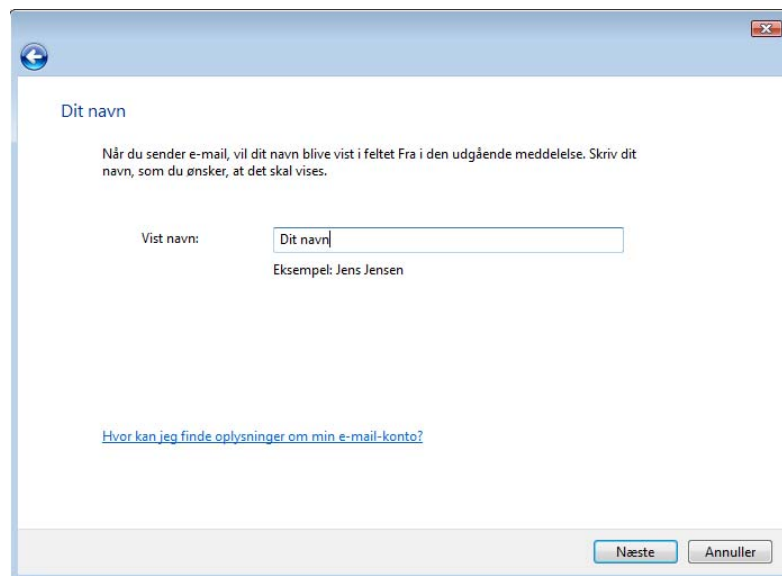 Dit navn
Når du sender e-mail, vil dit navn blive vist i feltet Fra i den udgående meddelelse. Skriv dit
navn, som du ønsker, at det skal vises.
Vist navn: Dit navn
Eksempel: Jens Jensen
Hvor kan jeg finde oplysninger om min e-mail-konto?
Næste Annuller